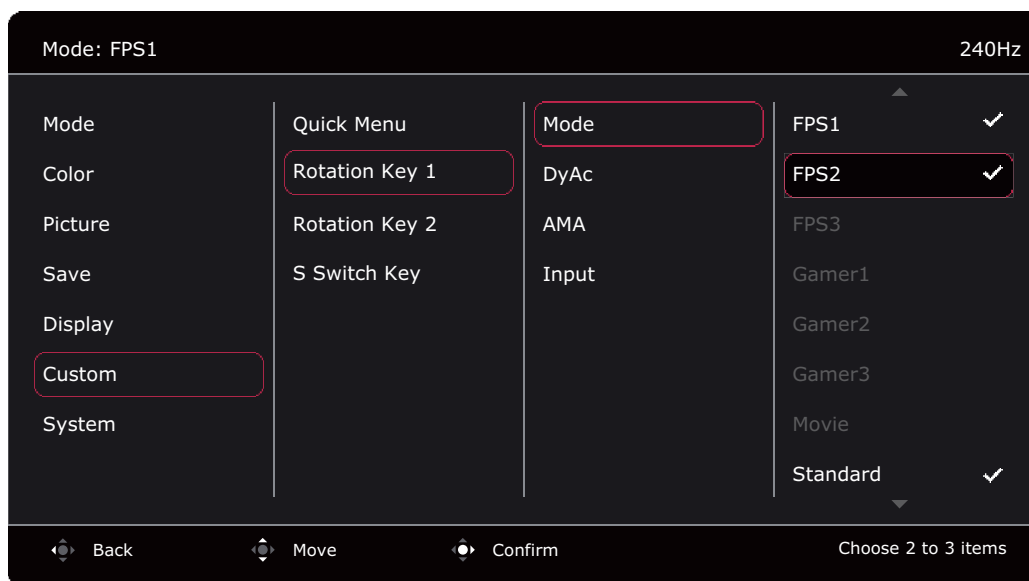 Mode: FPS1
240Hz
Mode
Color
Picture
Save
Display
Custom
System
Quick Menu
Rotation Key 1
Rotation Key 2
S Switch Key
Mode
DyAc
AMA
Input
FPS1
FPS2
FPS3
Gamer1
Gamer2
Gamer3
Movie
Standard
Back
Move
Confirm
Choose 2 to 3 items